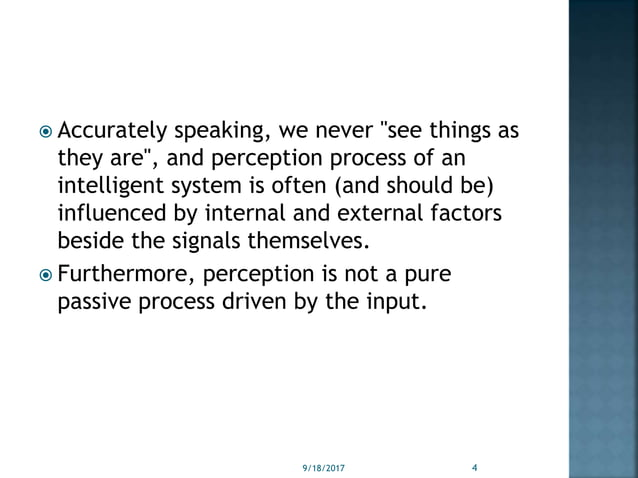 Accurately speaking, we never "see things as
they are", and perception process of an
intelligent system is often (and should be)
influenced by internal and external factors
beside the signals themselves.
Furthermore, perception is not a pure
passive process driven by the input.
9/18/2017 4